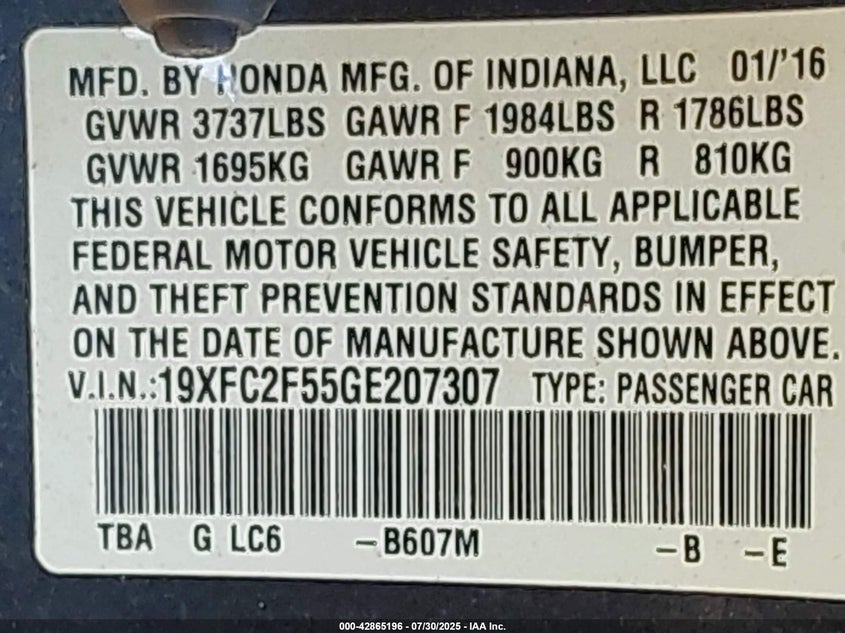 MFD. BY HONDA MFG. OF INDIANA, LLC 01/'16
GVWR 3737LBS GAWR F 1984LBS R 1786LBS
GVWR 1695KG GAWR F 900KG R 810KG
THIS VEHICLE CONFORMS TO ALL APPLICABLE
FEDERAL MOTOR VEHICLE SAFETY, BUMPER,
AND THEFT PREVENTION STANDARDS IN EFFECT
ON THE DATE OF MANUFACTURE SHOWN ABOVE.
V.I.N.:19XFC2F55GE207307 TYPE: PASSENGER CAR
TBA G LC6 -B607M -B -E
000-42865196 - 07/30/2025 - IAA Inc.